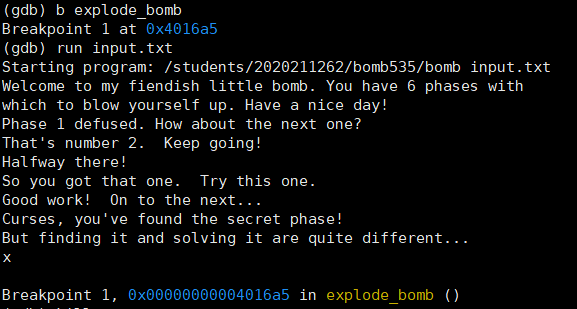 (gdb) b explode_bomb
Breakpoint 1 at 0x4016a5
(gdb) run input.txt
Starting program: /students/2020211262/bomb535/bomb input.txt
Welcome to my fiendish little bomb. You have 6 phases with
which to blow yourself up. Have a nice day!
Phase 1 defused. How about the next one?
That's number 2.  Keep going!
Halfway there!
So you got that one.  Try this one.
Good work!  On to the next...
Curses, you've found the secret phase!
But finding it and solving it are quite different...
x
Breakpoint 1, 0x00000000004016a5 in explode_bomb ()